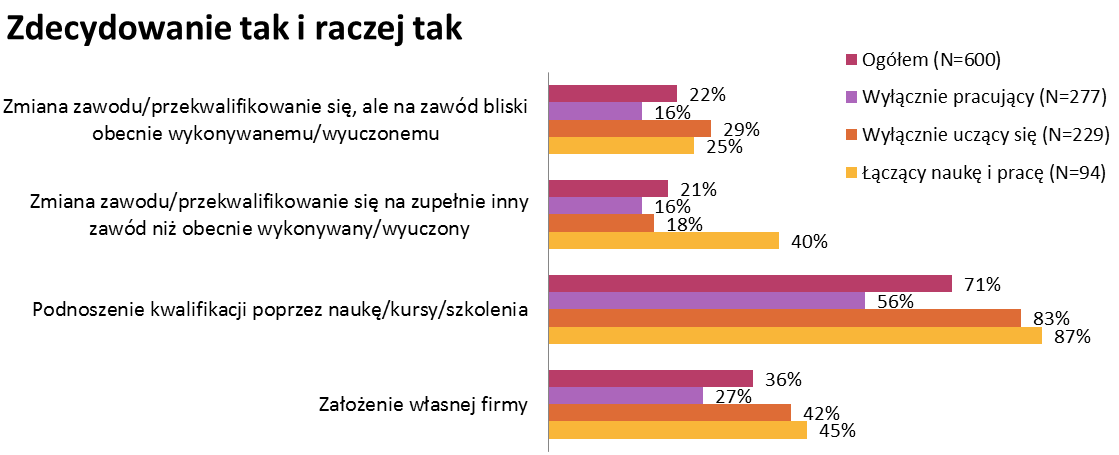 Zdecydowanie tak i raczej tak
Ogółem (N=600)
Wyłącznie pracujący (N=277)
Wyłącznie uczący się (N=229)
Łączący naukę i pracę (N=94)
Zmiana zawodu/przekwalifikowanie się, ale na zawód bliski
obecnie wykonywanemu/wyuczonemu
22%
16%
29%
25%
Zmiana zawodu/przekwalifikowanie się na zupełnie inny
zawód niż obecnie wykonywany/wyuczony
21%
16%
18%
40%
Podnoszenie kwalifikacji poprzez naukę/kursy/szkolenia
71%
56%
83%
87%
Założenie własnej firmy
36%
27%
42%
45%